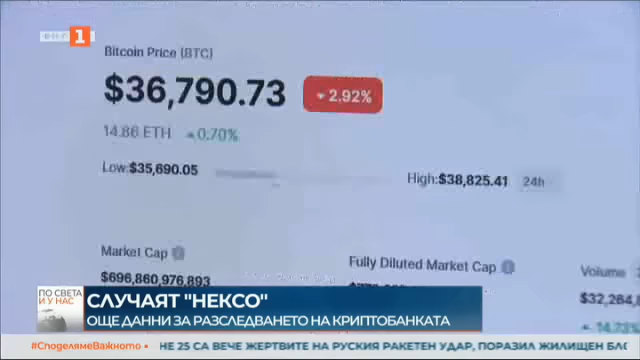 БНТ 1
Bitcoin Price (BTC)
$36,790.73 2.92%
14.86 ETH 0.70%
Low:$35,690.05
High:$38,825.41 24h
Market Cap
$696,860,976,893
Fully Diluted Market Cap
Volume
14.73%
ПО СВЕТА
И У НАС
СЛУЧАЯТ "НЕКСО"
ОЩЕ ДАННИ ЗА РАЗСЛЕДВАНЕТО НА КРИПТОБАНКАТА
#СподелямеВажното НЕ 25 СА ВЕЧЕ ЖЕРТВИТЕ НА РУСКИЯ РАКЕТЕН УДАР, ПОРАЗИЛ ЖИЛИЩЕН БЛО